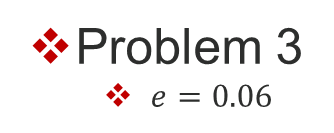 ❖ Problem 3
❖ e = 0.06